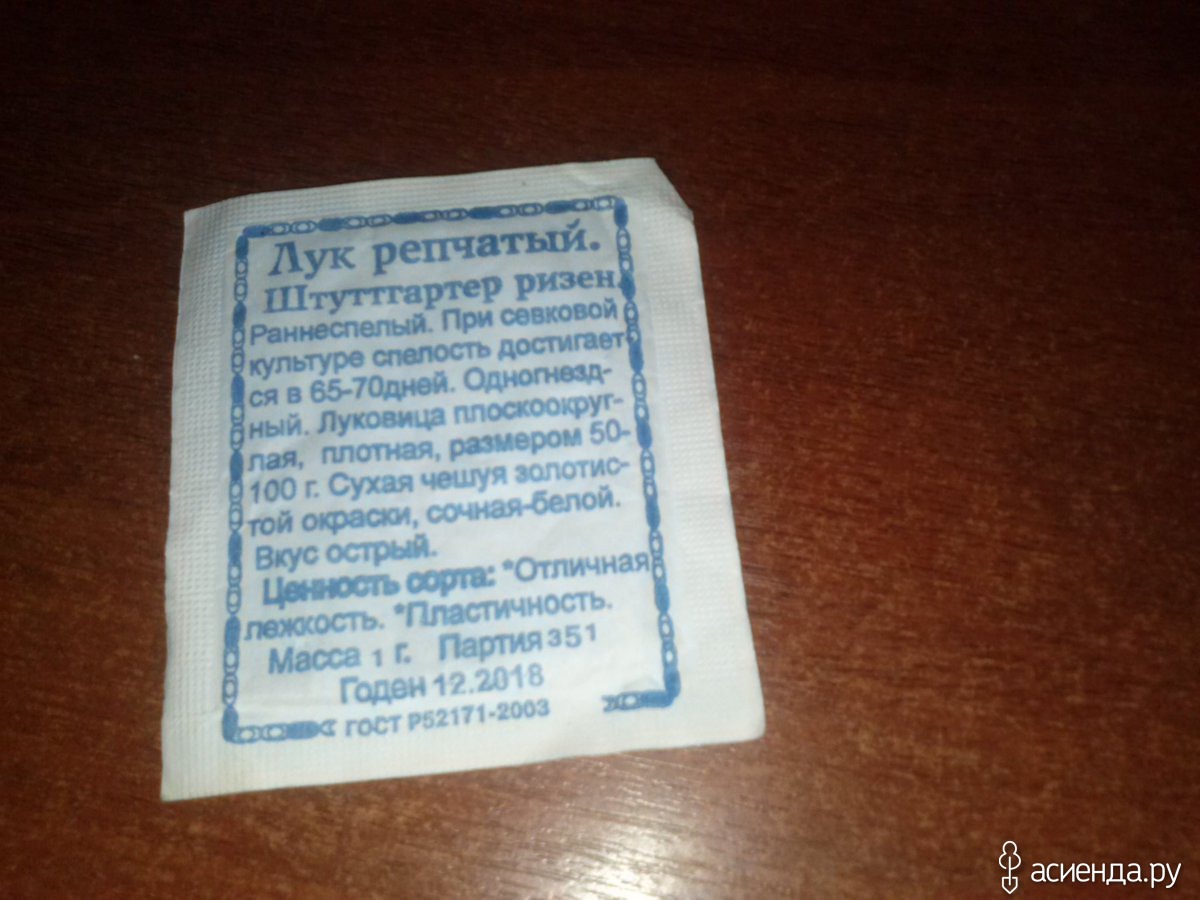 Лук репчатый.
Штуттгартер ризен.
Раннеспелый. При севковой
культуре спелость достигает-
ся в 65-70дней. Одногнезд-
ный. Луковица плоскоокруг-
лая, плотная, размером 50-
100 г. Сухая чешуя золотис-
той окраски, сочная-белой.
Вкус острый.
Ценность сорта: *Отличная
лежкость. *Пластичность.
Масса 1 г. Партия 351
Годен 12.2018
ГОСТ Р52171-2003
асиенда.ру